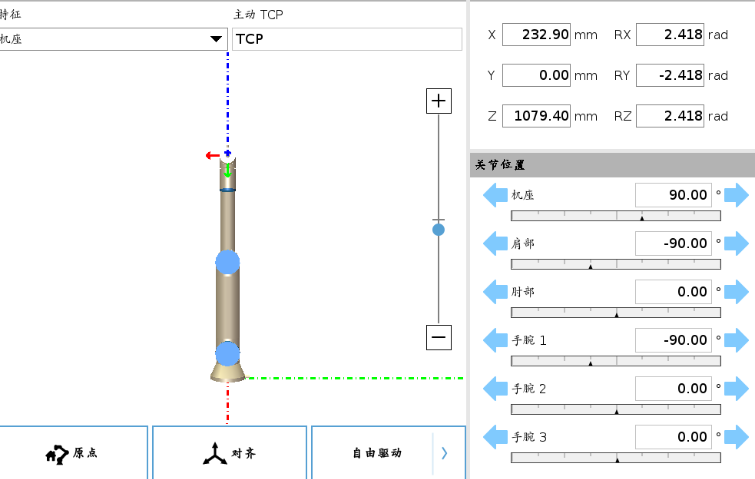 特征
主动 TCP
机座
TCP
X 232.90 mm RX 2.418 rad
Y 0.00 mm RY -2.418 rad
Z 1079.40 mm RZ 2.418 rad
关节位置
机座 90.00 °
肩部 -90.00 °
肘部 0.00 °
手腕 1 -90.00 °
手腕 2 0.00 °
手腕 3 0.00 °
原点
对齐
自由驱动